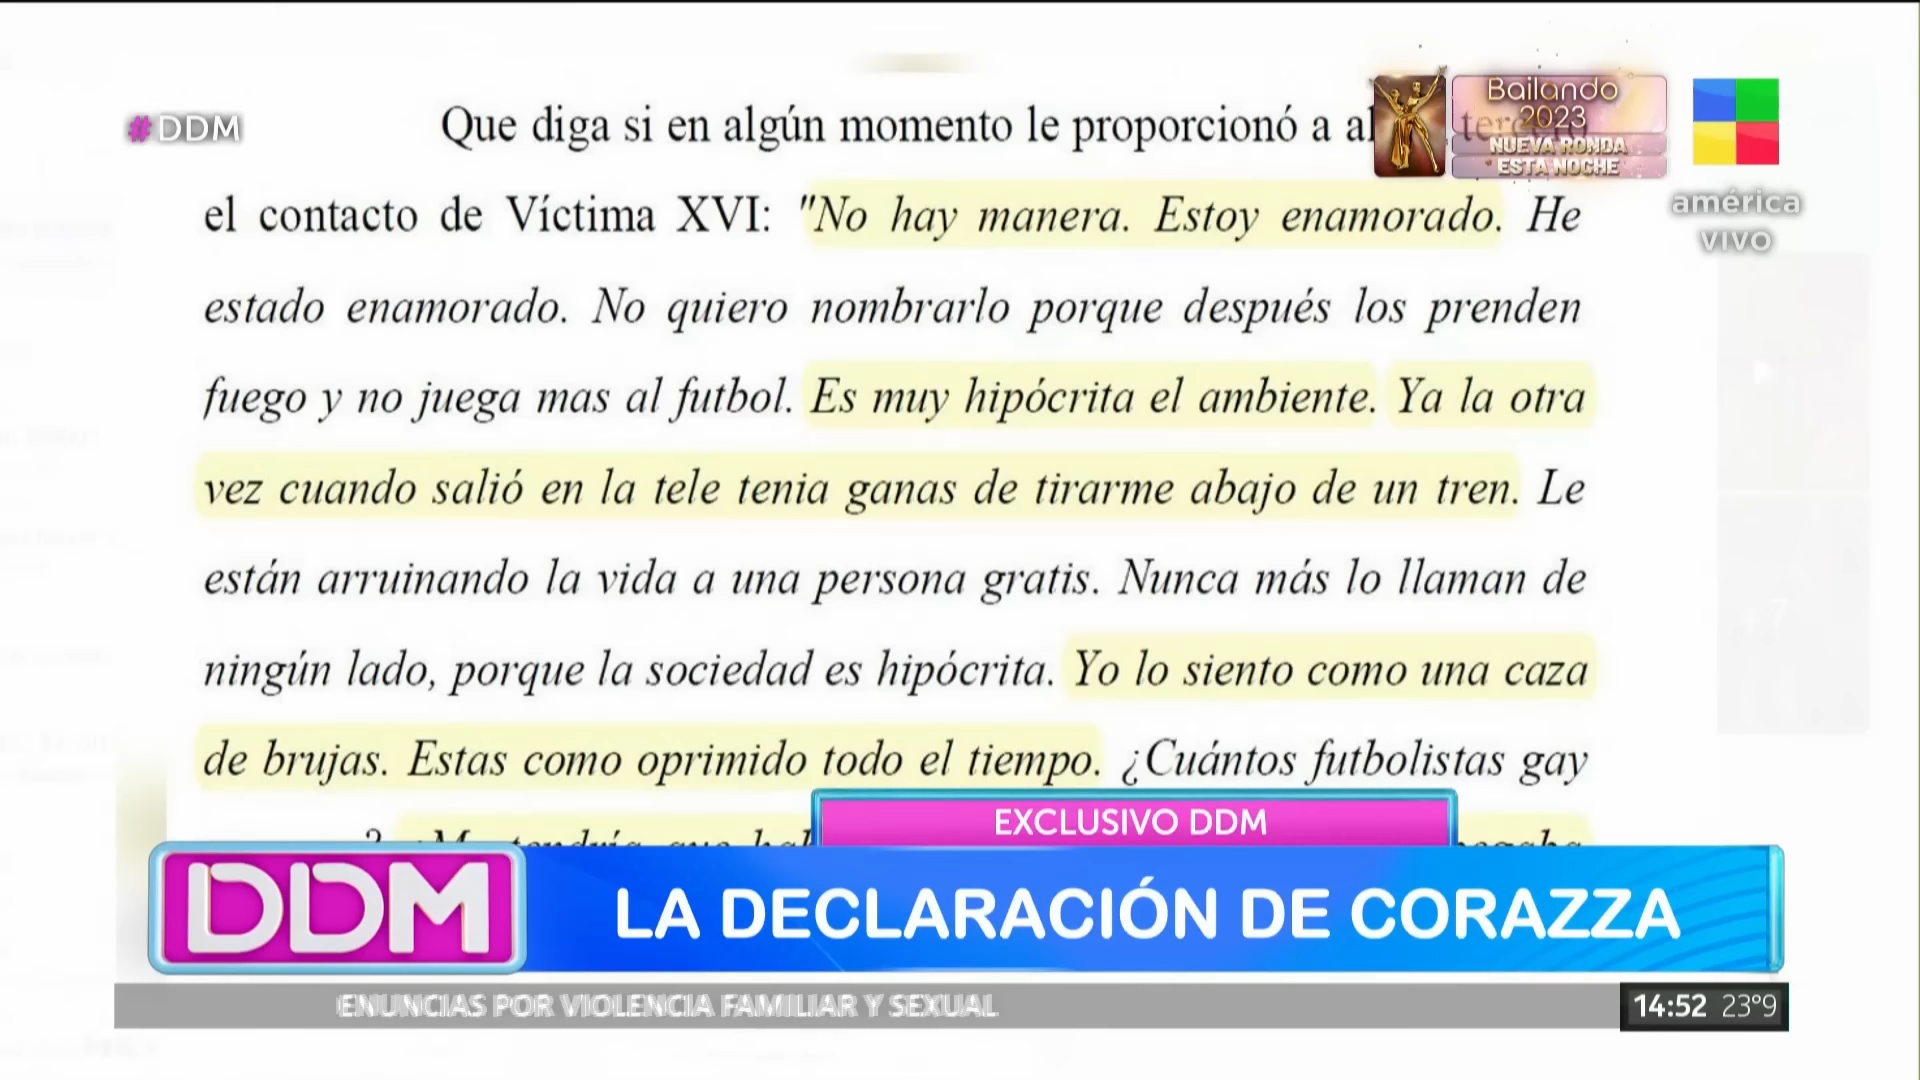 #DDM
Que diga si en algún momento le proporcionó a
el contacto de Víctima XVI: "No hay manera. Estoy enamorado. He
estado enamorado. No quiero nombrarlo porque después los prenden
fuego y no juega mas al futbol. Es muy hipócrita el ambiente. Ya la otra
vez cuando salió en la tele tenia ganas de tirarme abajo de un tren. Le
están arruinando la vida a una persona gratis. Nunca más lo llaman de
ningún lado, porque la sociedad es hipócrita. Yo lo siento como una caza
de brujas. Estas como oprimido todo el tiempo. ¿Cuántos futbolistas gay
Bailando
2023
NUEVA RONDA
ESTA NOCHE
américa
VIVO
EXCLUSIVO DDM
DDM
LA DECLARACIÓN DE CORAZZA
ENUNCIAS POR VIOLENCIA FAMILIAR Y SEXUAL
14:52 23°9